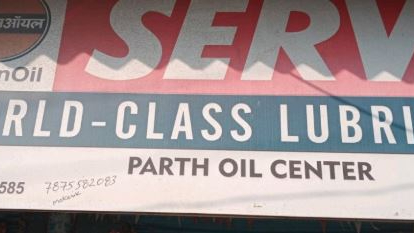 ऑयल
nOil
SERV
RLD-CLASS LUBRI
PARTH OIL CENTER
585 7875582083